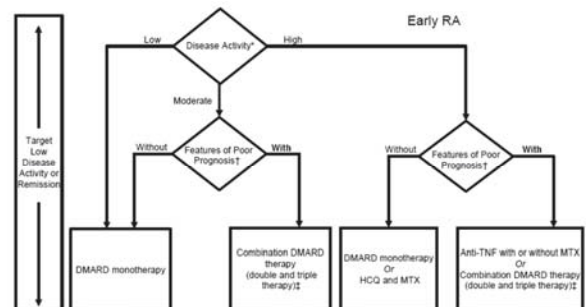 Early RA
Low
Disease Activity*
High
Moderate
Target
Low
Disease
Activity or
Remission
Without
Features of Poor
Prognosis†
With
Without
Features of Poor
Prognosis†
With
DMARD monotherapy
Combination DMARD
therapy
(double and triple
therapy)‡
DMARD monotherapy
Or
HCQ and MTX
Anti-TNF with or without MTX
Or
Combination DMARD therapy
(double and triple therapy)‡